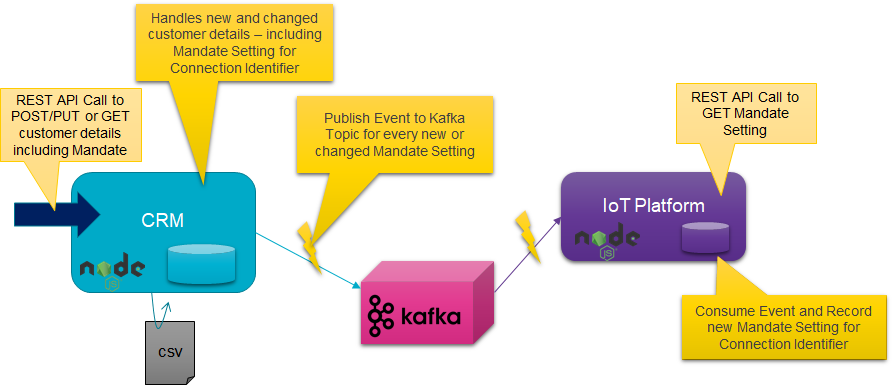 Handles new and changed
customer details – including
Mandate Setting for
Connection Identifier
REST API Call to
POST/PUT or GET
customer details
including Mandate
Publish Event to Kafka
Topic for every new or
changed Mandate Setting
REST API Call to
GET Mandate
Setting
CRM
node
JS
IoT Platform
node
JS
kafka
Consume Event and Record
new Mandate Setting for
Connection Identifier
CSV